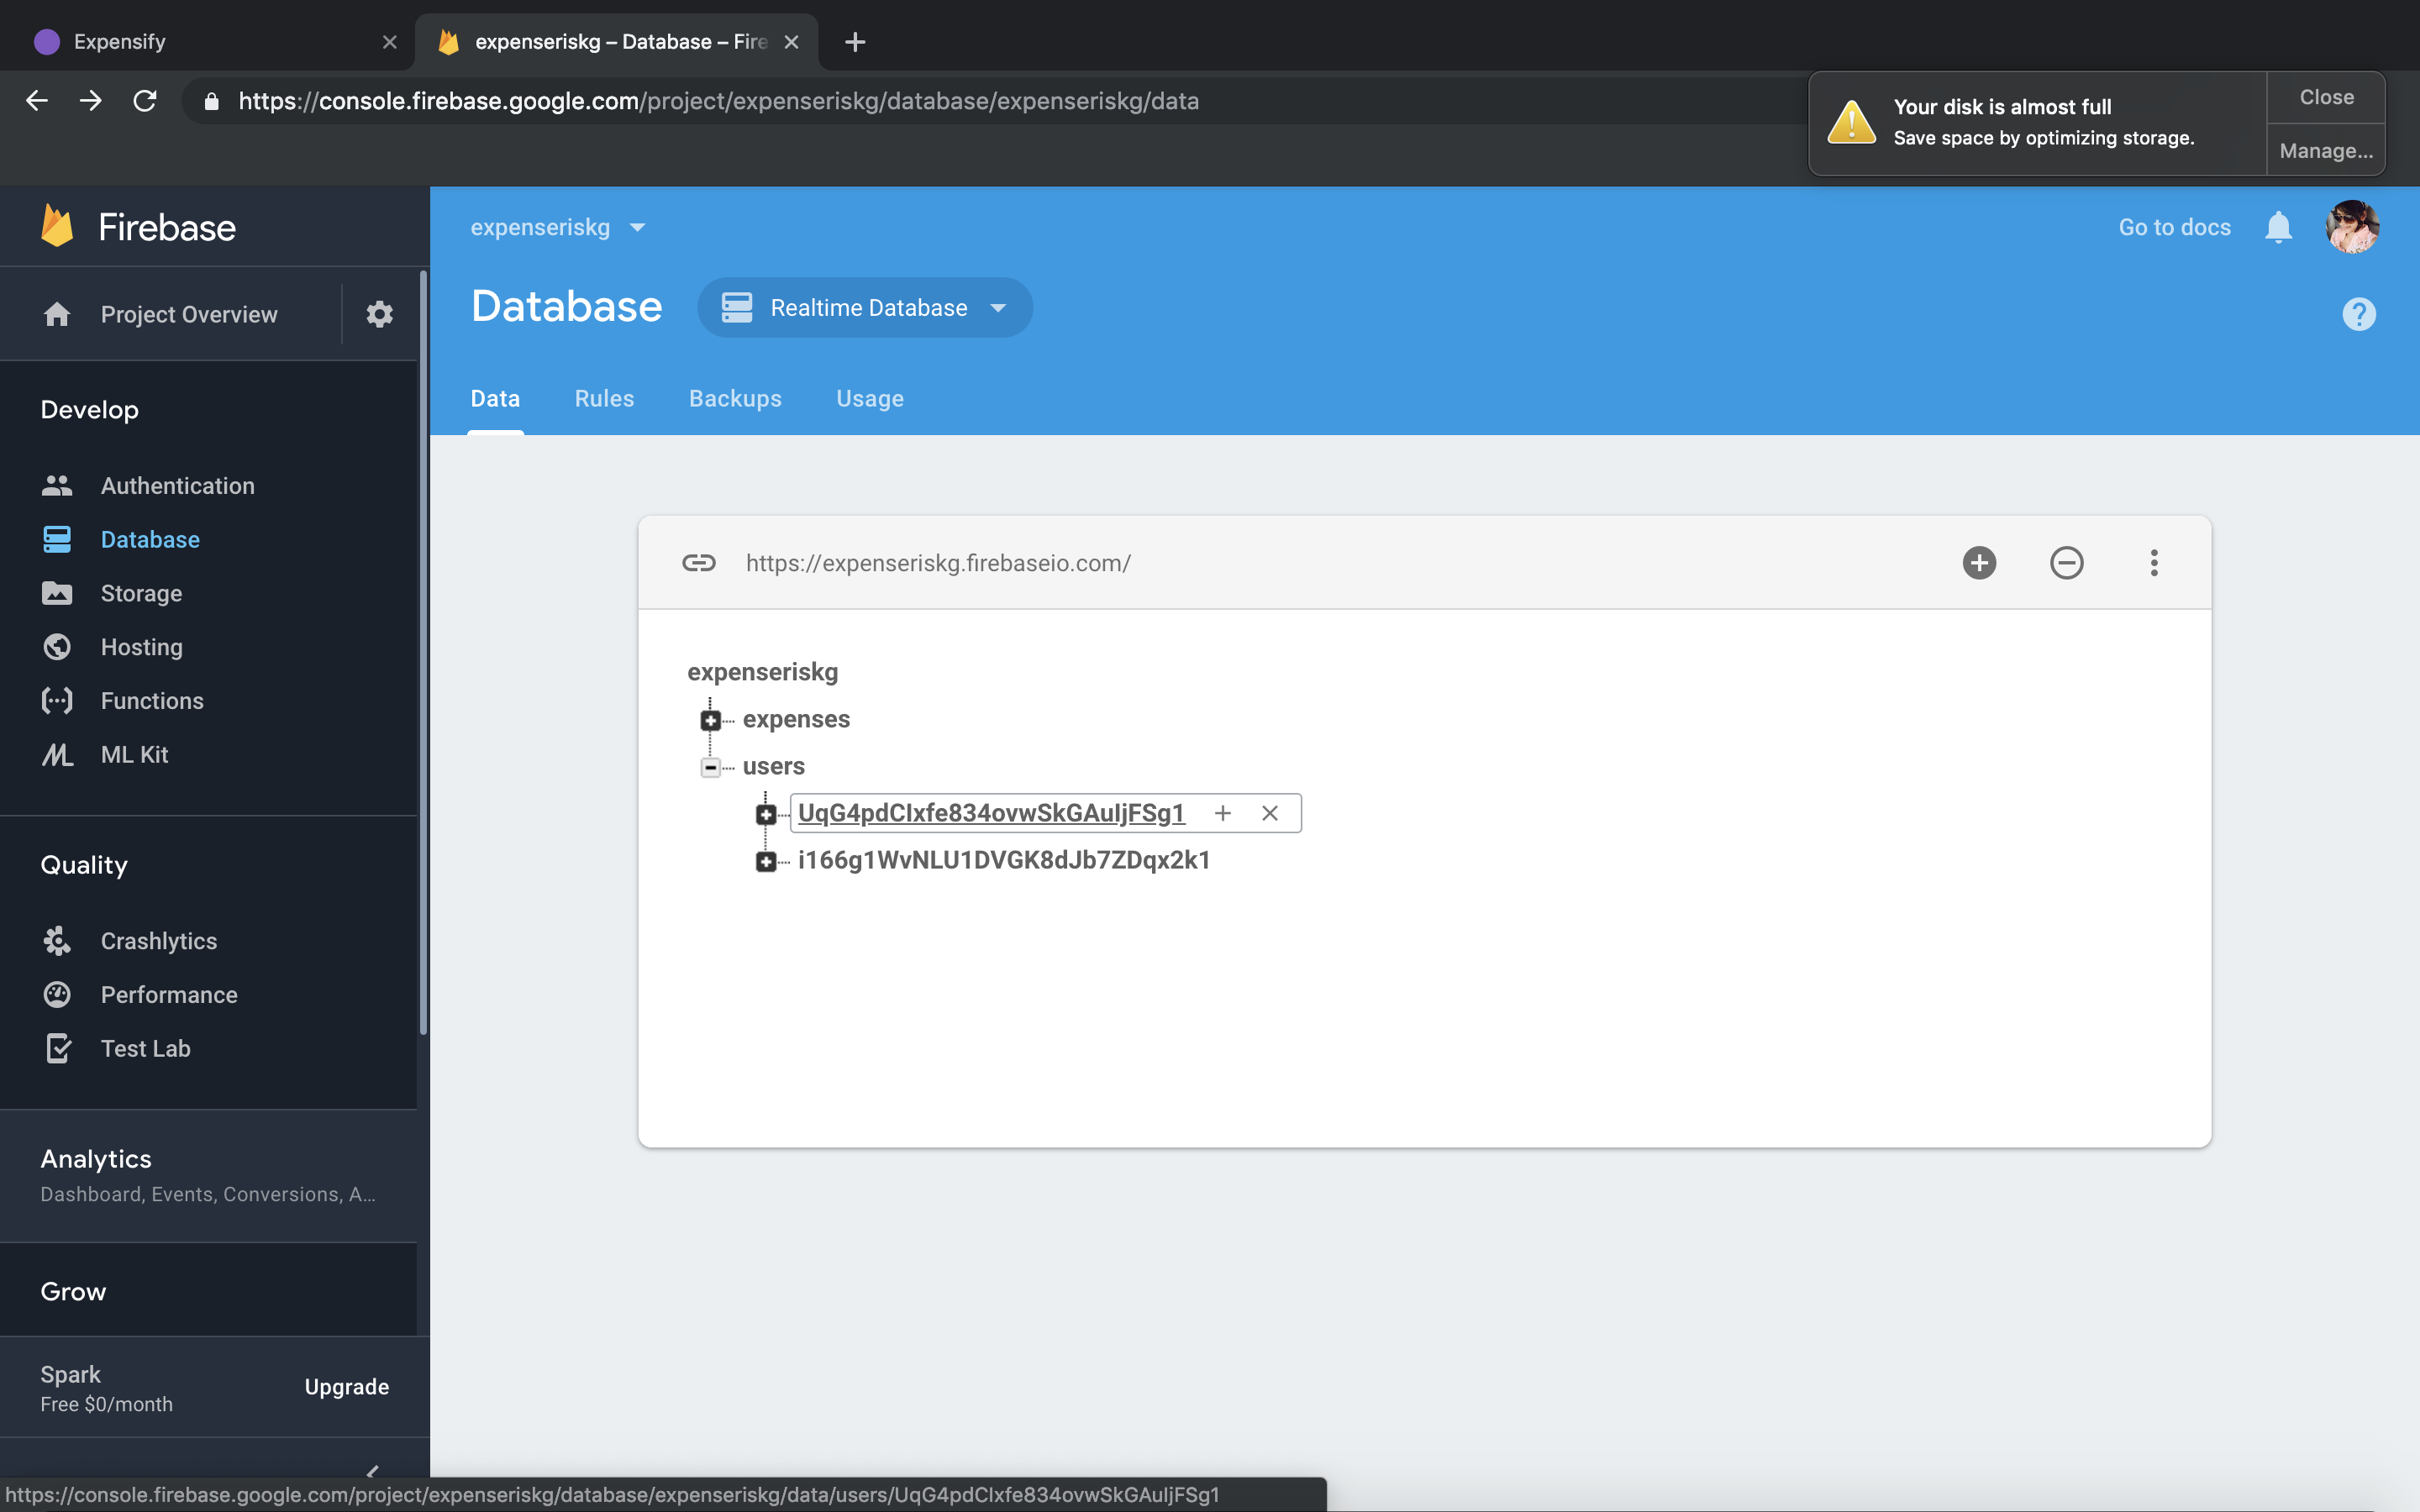 Expensify
expenseriskg – Database – Fire
https://console.firebase.google.com/project/expenseriskg/database/expenseriskg/data
Your disk is almost full
Save space by optimizing storage.
Close
Manage...
Firebase
Project Overview
Develop
Authentication
Database
Storage
Hosting
Functions
ML Kit
Quality
Crashlytics
Performance
Test Lab
Analytics
Dashboard, Events, Conversions, A...
Grow
Spark
Free $0/month
Upgrade
expenseriskg
Go to docs
Database
Realtime Database
Data Rules Backups Usage
https://expenseriskg.firebaseio.com/
expenseriskg
expenses
users
UqG4pdCIxfe834ovwSkGAuIjFSg1
i166g1WvNLU1DVGK8dJb7ZDqx2k1
https://console.firebase.google.com/project/expenseriskg/database/expenseriskg/data/users/UqG4pdCIxfe834ovwSkGAuIjFSg1